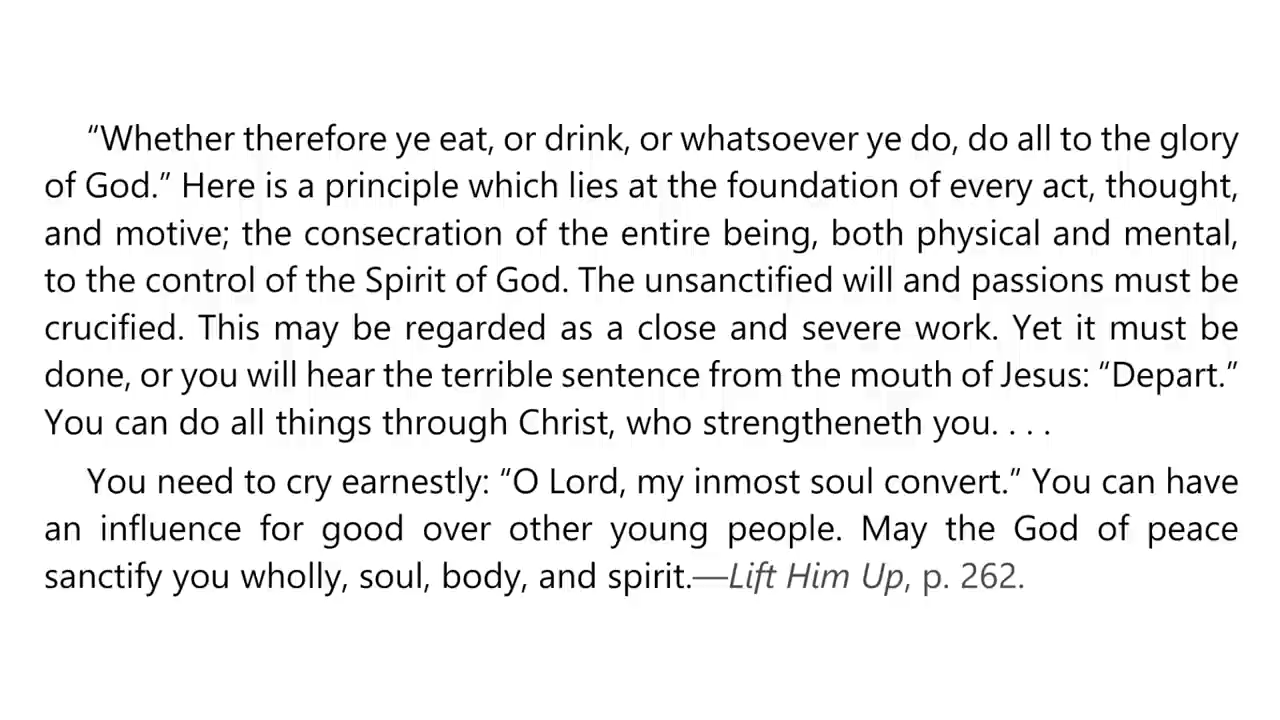 “Whether therefore ye eat, or drink, or whatsoever ye do, do all to the glory
of God.” Here is a principle which lies at the foundation of every act, thought,
and motive; the consecration of the entire being, both physical and mental,
to the control of the Spirit of God. The unsanctified will and passions must be
crucified. This may be regarded as a close and severe work. Yet it must be
done, or you will hear the terrible sentence from the mouth of Jesus: “Depart.”
You can do all things through Christ, who strengtheneth you. . . .
You need to cry earnestly: “O Lord, my inmost soul convert.” You can have
an influence for good over other young people. May the God of peace
sanctify you wholly, soul, body, and spirit.—Lift Him Up, p. 262.